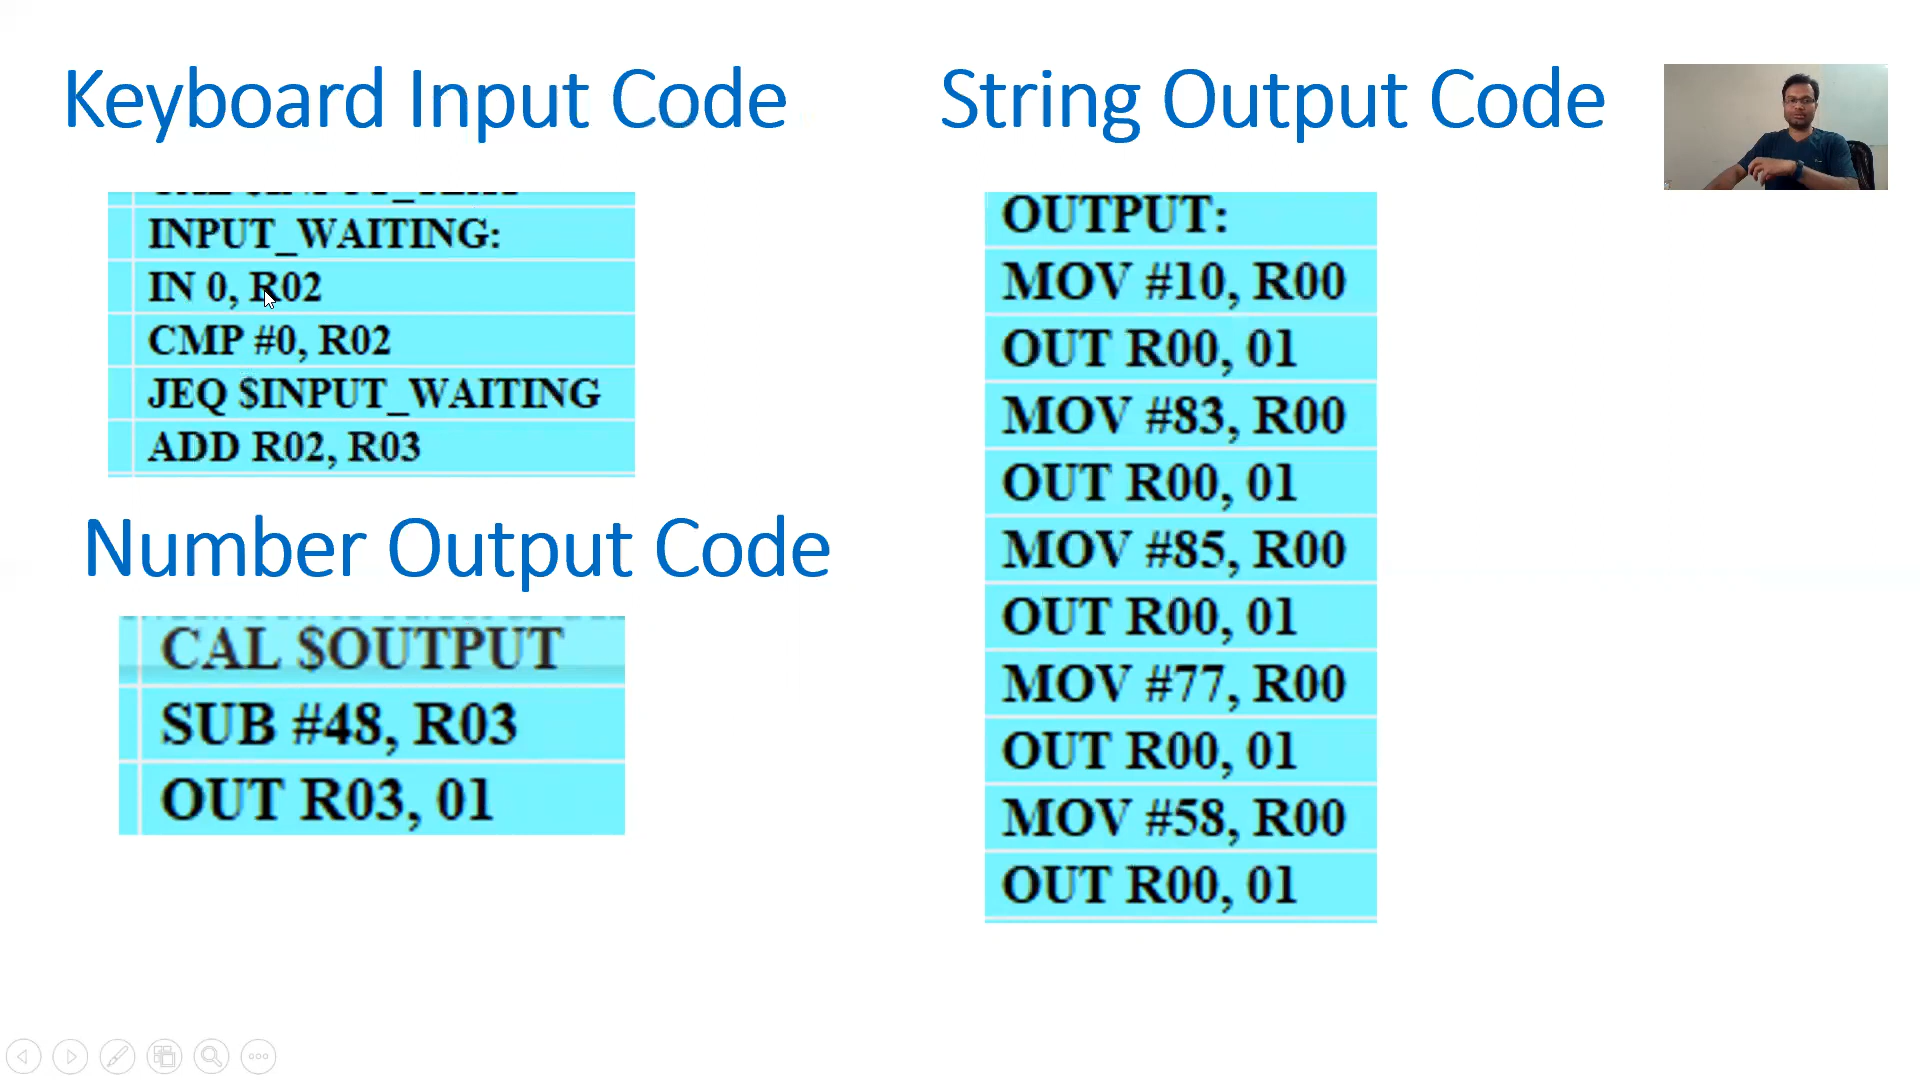 Keyboard Input Code
INPUT_WAITING:
IN 0, R02
CMP #0, R02
JEQ $INPUT_WAITING
ADD R02, R03
Number Output Code
CAL $OUTPUT
SUB #48, R03
OUT R03, 01
String Output Code
OUTPUT:
MOV #10, R00
OUT R00, 01
MOV #83, R00
OUT R00, 01
MOV #85, R00
OUT R00, 01
MOV #77, R00
OUT R00, 01
MOV #58, R00
OUT R00, 01